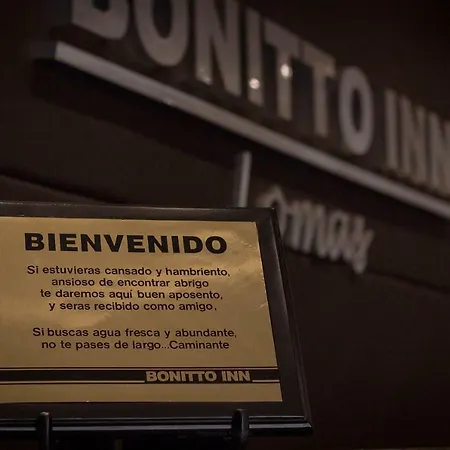 BONITTO INN
Lomas
BIENVENIDO
Si estuvieras cansado y hambriento,
ansioso de encontrar abrigo
te daremos aquí buen aposento,
y seras recibido como amigo,
Si buscas agua fresca y abundante,
no te pases de largo...Caminante
BONITTO INN